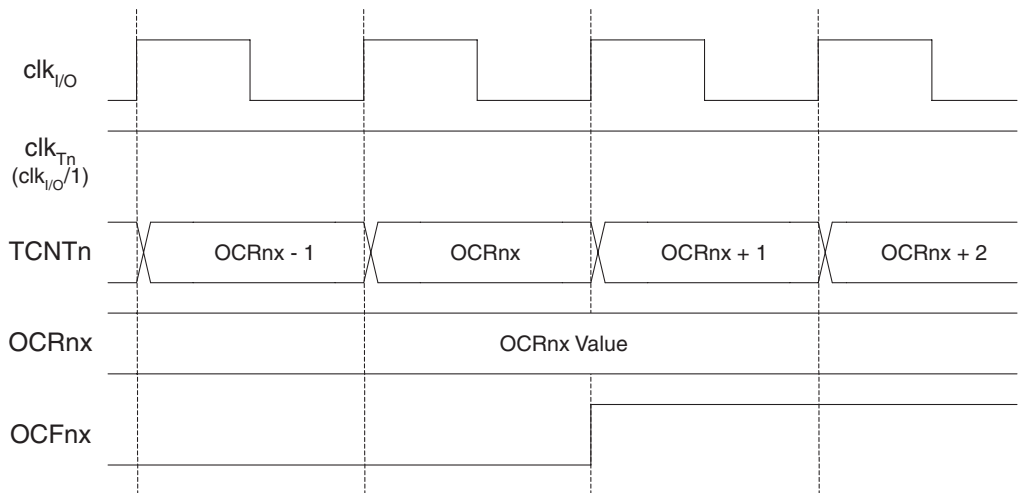 clkI/O
clkTn
(clkI/O/1)
TCNTn OCRnx - 1 OCRnx OCRnx + 1 OCRnx + 2
OCRnx OCRnx Value
OCFnx